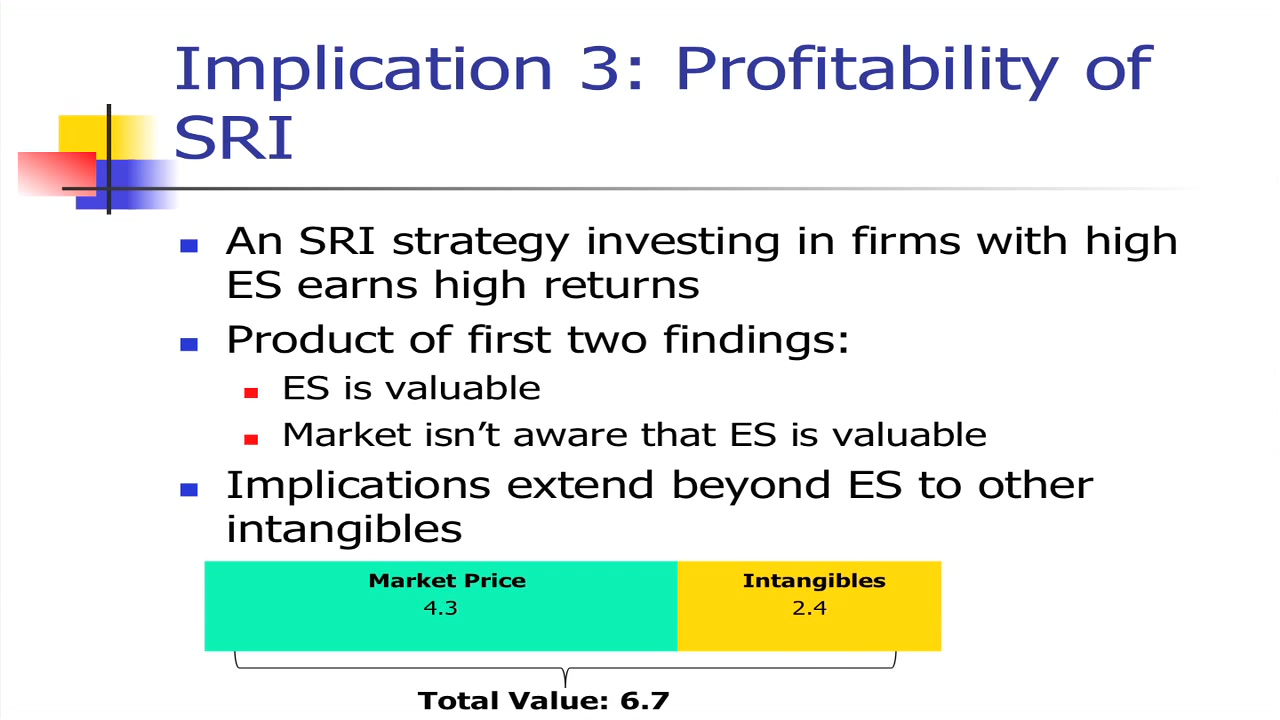 Implication 3: Profitability of
SRI
An SRI strategy investing in firms with high
ES earns high returns
Product of first two findings:
ES is valuable
Market isn’t aware that ES is valuable
Implications extend beyond ES to other
intangibles
Market Price
4.3
Intangibles
2.4
Total Value: 6.7